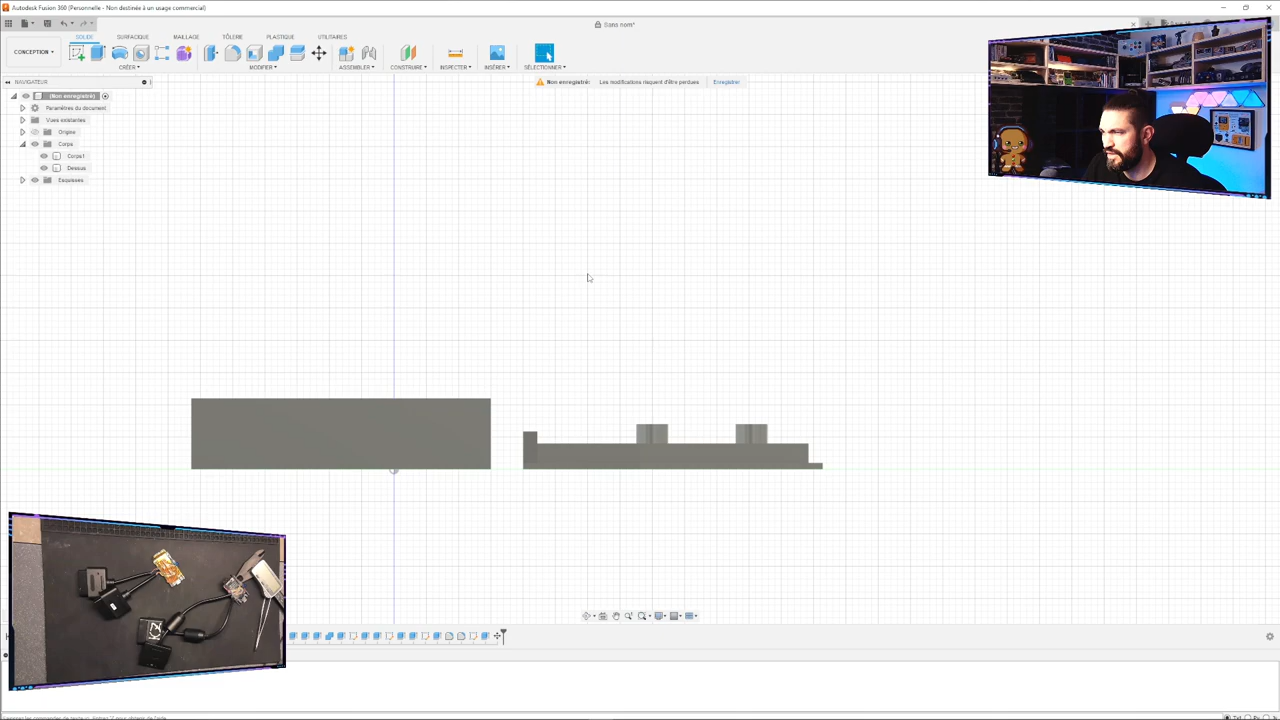 Autodesk Fusion 360 (Personnelle - Non destinée à un usage commercial)
Sans nom*
SOLIDE SURFACIQUE MAILLAGE TÔLERIE PLASTIQUE UTILITAIRES
CONCEPTION
CRÉER MODIFIER ASSEMBLER CONSTRUIRE INSPECTER INSÉRER SÉLECTIONNER
NAVIGATEUR
Non enregistré: Les modifications risquent d'être perdues Enregistrer
(Non enregistré)
Paramètres du document
Vues existantes
Origine
Corps
Corps1
Dessus
Esquisses